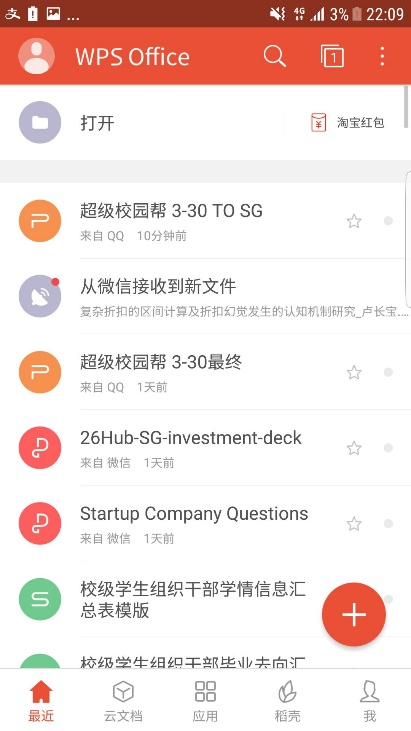 ... 4G 3% 22:09
WPS Office 1
打开 淘宝红包
超级校园帮 3-30 TO SG
来自 QQ 10分钟前
从微信接收到新文件
复杂折扣的区间计算及折扣幻觉发生的认知机制研究_卢长宝....
超级校园帮 3-30最终
来自 QQ 1天前
26Hub-SG-investment-deck
来自 微信 1天前
Startup Company Questions
来自 微信 1天前
校级学生组织干部学情信息汇
总表模版
校级学生组织干部毕业去向汇
最近 云文档 应用 稻壳 我